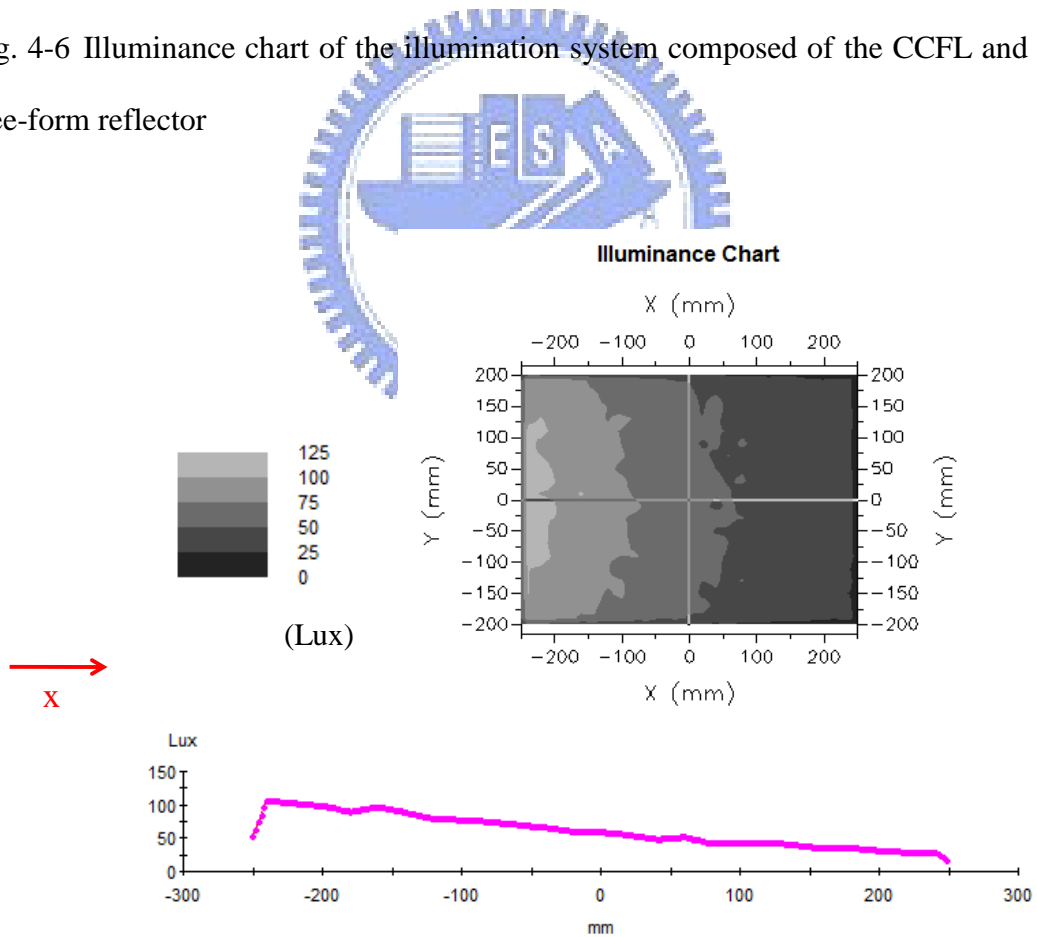 g. 4-6 Illuminance chart of the illumination system composed of the CCFL and
ee-form reflector
E S A
Illuminance Chart
X (mm)
-200 -100 0 100 200
200 200
150 150
100 100
50 50
0 0
-50 -50
-100 -100
-150 -150
-200 -200
Y (mm) Y (mm)
-200 -100 0 100 200
X (mm)
125
100
75
50
25
0
(Lux)
x
Lux
150
100
50
0
-300 -200 -100 0 100 200 300
mm